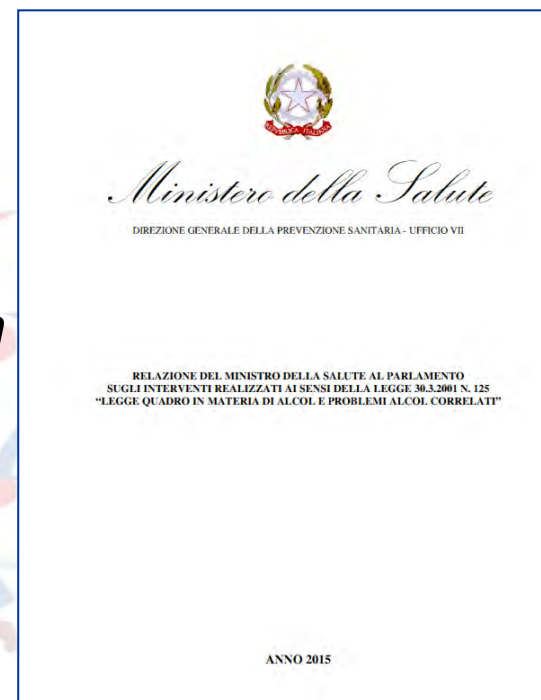 REPVBBLICA ITALIANA
Ministero della Salute
DIREZIONE GENERALE DELLA PREVENZIONE SANITARIA - UFFICIO VII
RELAZIONE DEL MINISTRO DELLA SALUTE AL PARLAMENTO
SUGLI INTERVENTI REALIZZATI AI SENSI DELLA LEGGE 30.3.2001 N. 125
“LEGGE QUADRO IN MATERIA DI ALCOL E PROBLEMI ALCOL CORRELATI”
ANNO 2015